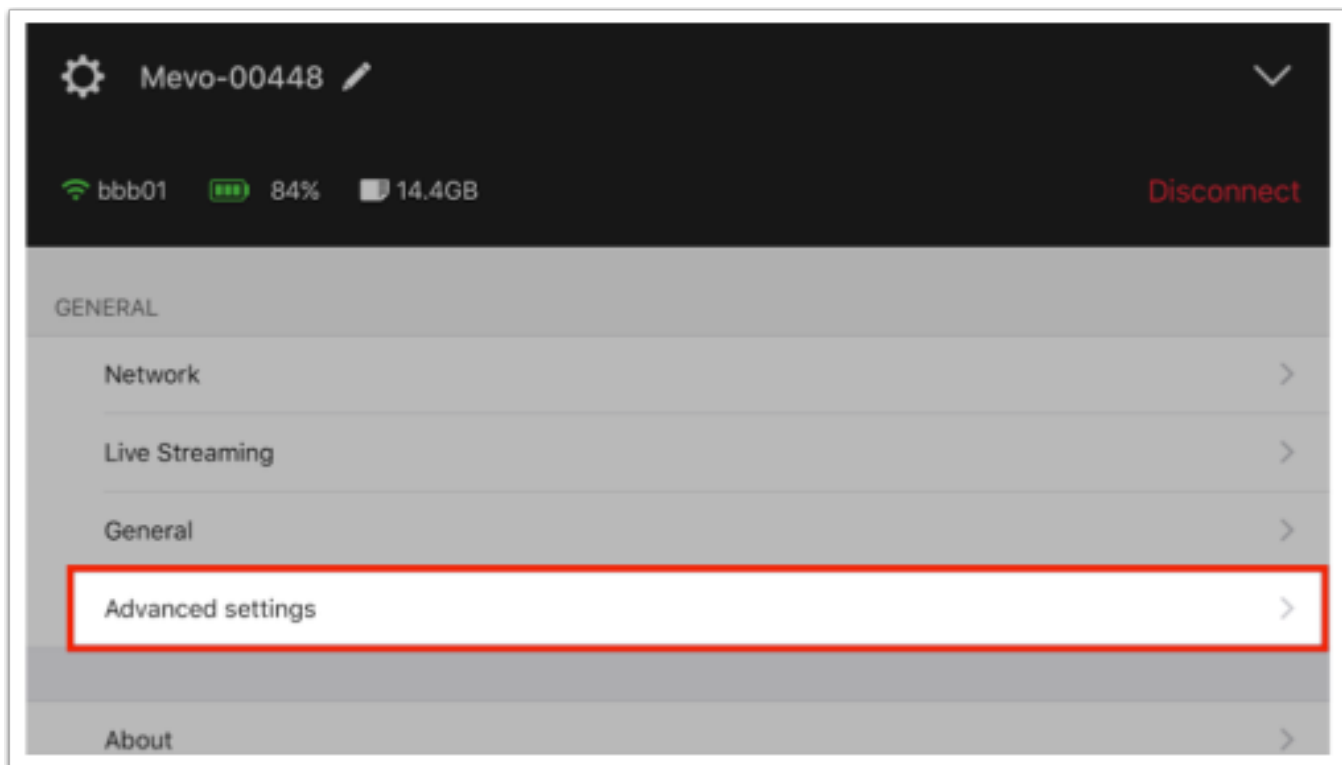 Mevo-00448
bbb01 84% 14.4GB Disconnect
GENERAL
Network
Live Streaming
General
Advanced settings
About